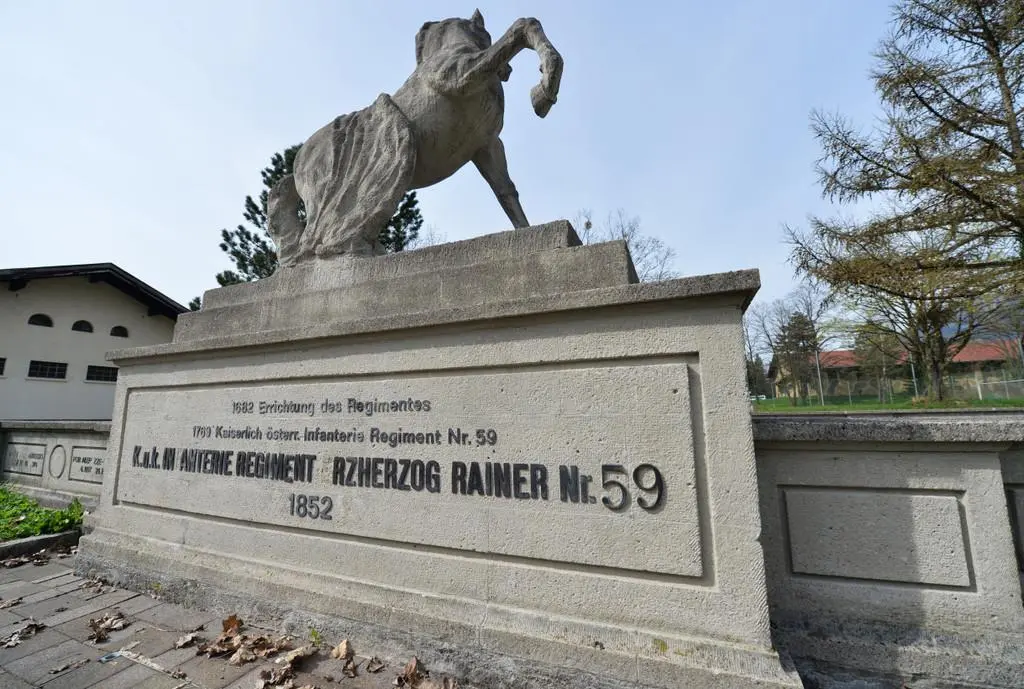 1682 Errichtung des Regimentes
1769 Kaiserlich österr. Infanterie Regiment Nr. 59
K.u.k. IN ANTERIE REGIMENT RZHERZOG RAINER Nr. 59
1852